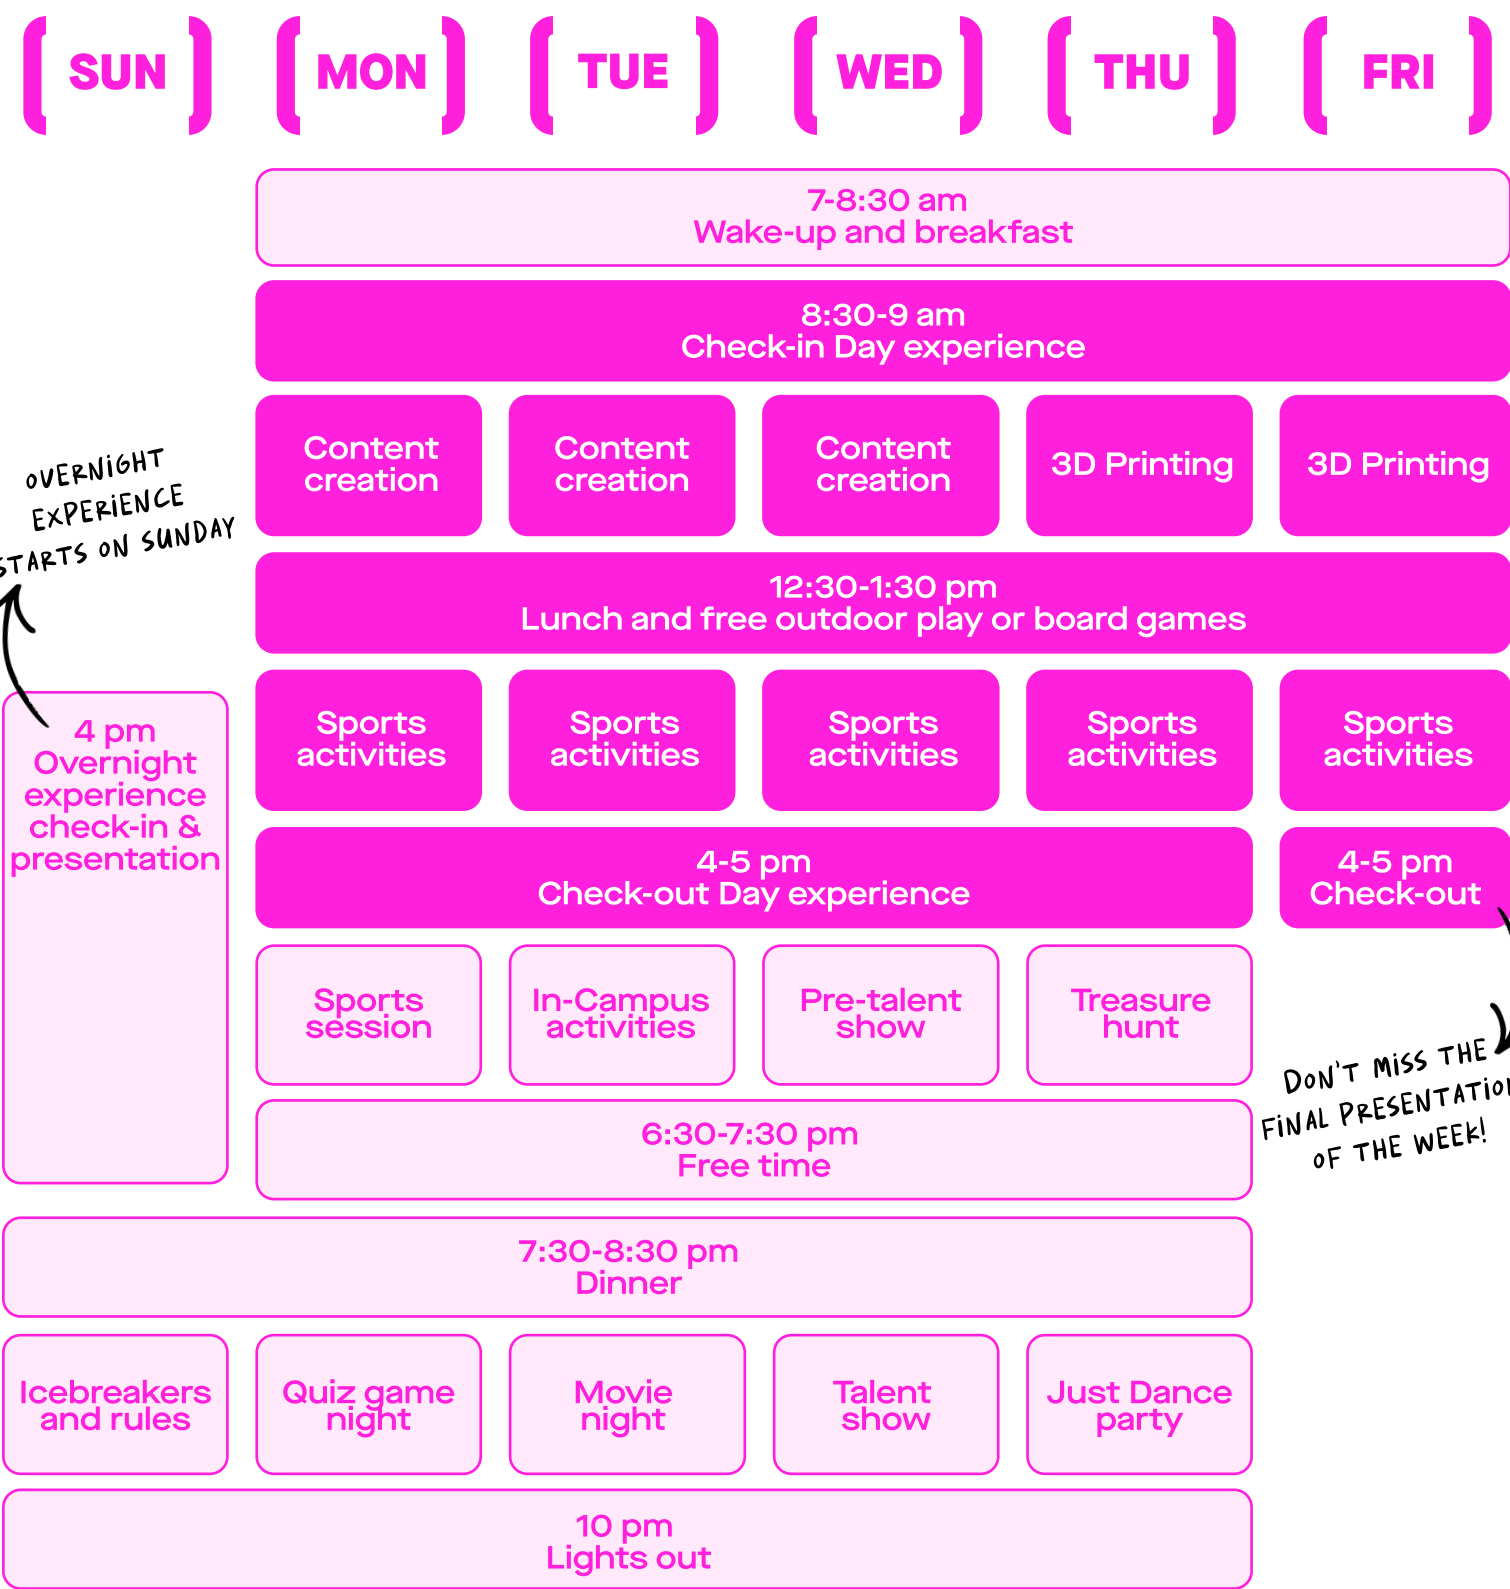 SUN
MON
TUE
WED
THU
FRI
7-8:30 am
Wake-up and breakfast
8:30-9 am
Check-in Day experience
Content
creation
Content
creation
Content
creation
3D Printing
3D Printing
OVERNiGHT
EXPERiENCE
STARTS ON SUNDAY
12:30-1:30 pm
Lunch and free outdoor play or board games
4 pm
Overnight
experience
check-in &
presentation
Sports
activities
Sports
activities
Sports
activities
Sports
activities
Sports
activities
4-5 pm
Check-out Day experience
4-5 pm
Check-out
Sports
session
In-Campus
activities
Pre-talent
show
Treasure
hunt
DON'T MiSS THE
FiNAL PRESENTATiON
OF THE WEEK!
6:30-7:30 pm
Free time
7:30-8:30 pm
Dinner
Icebreakers
and rules
Quiz game
night
Movie
night
Talent
show
Just Dance
party
10 pm
Lights out